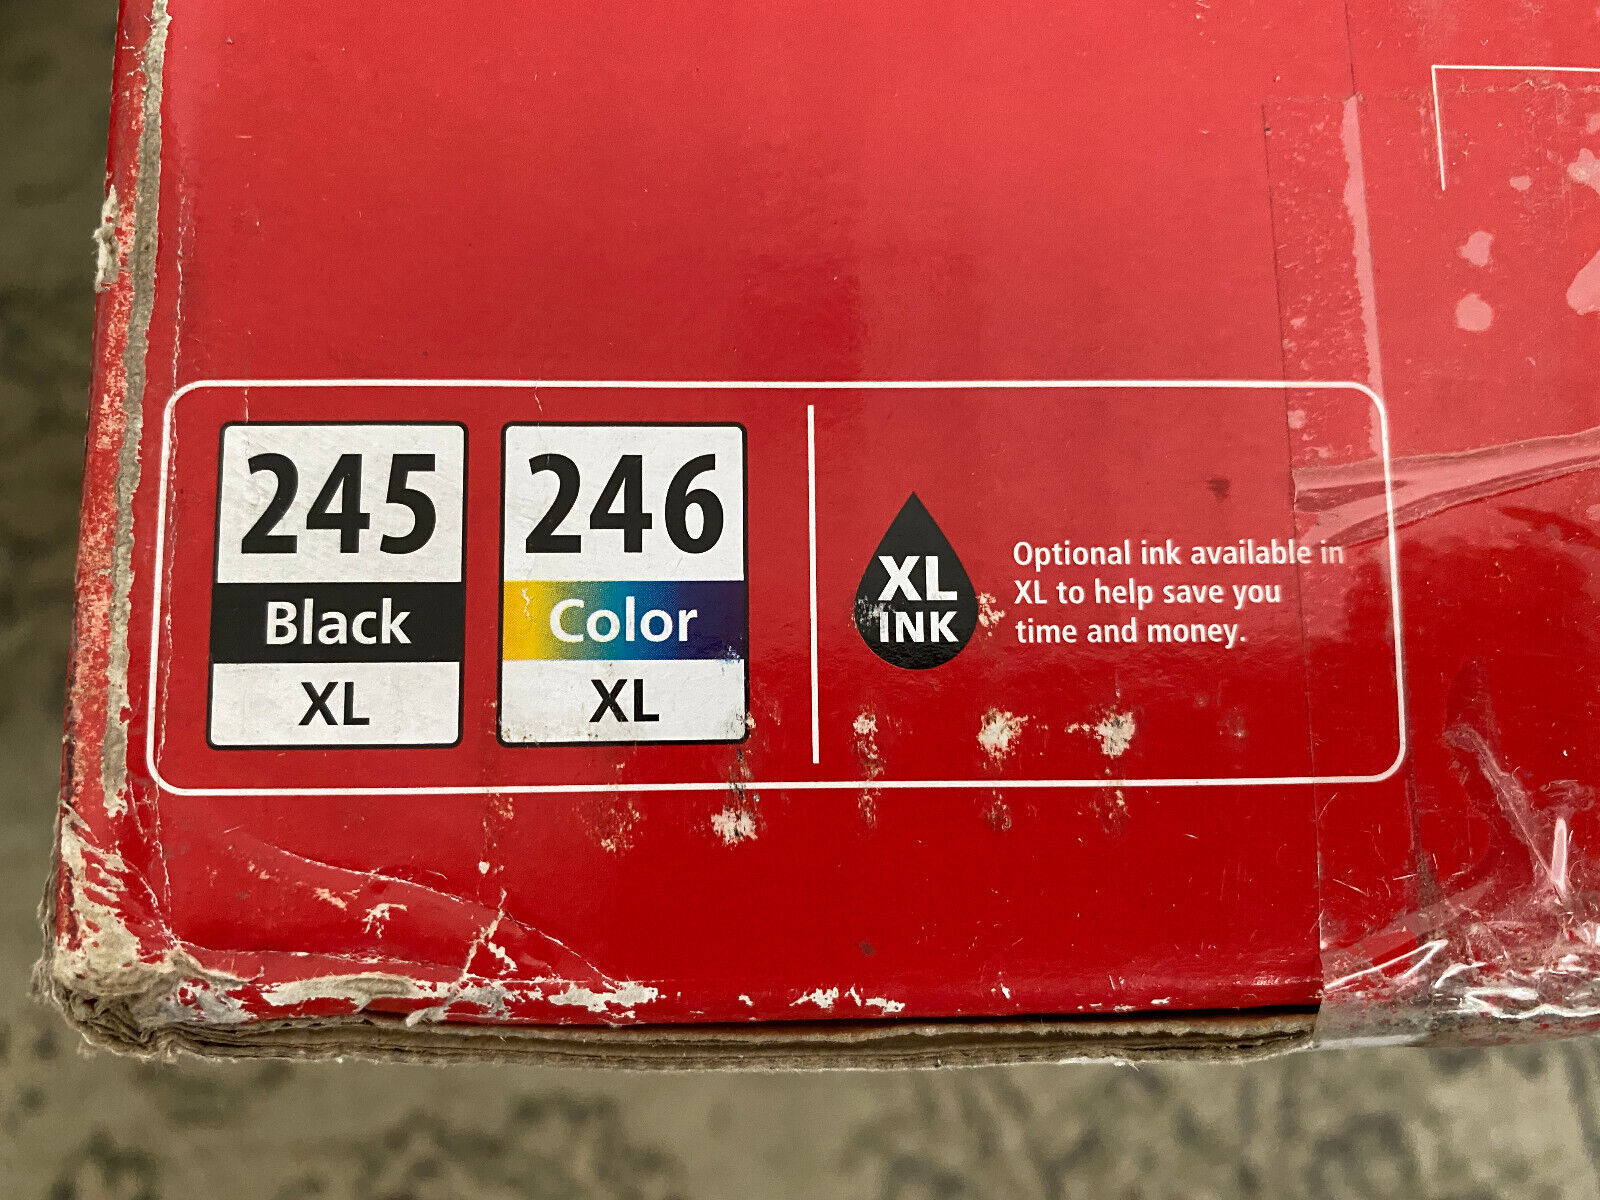 245
Black
XL
246
Color
XL
XL
INK
Optional ink available in
XL to help save you
time and money.